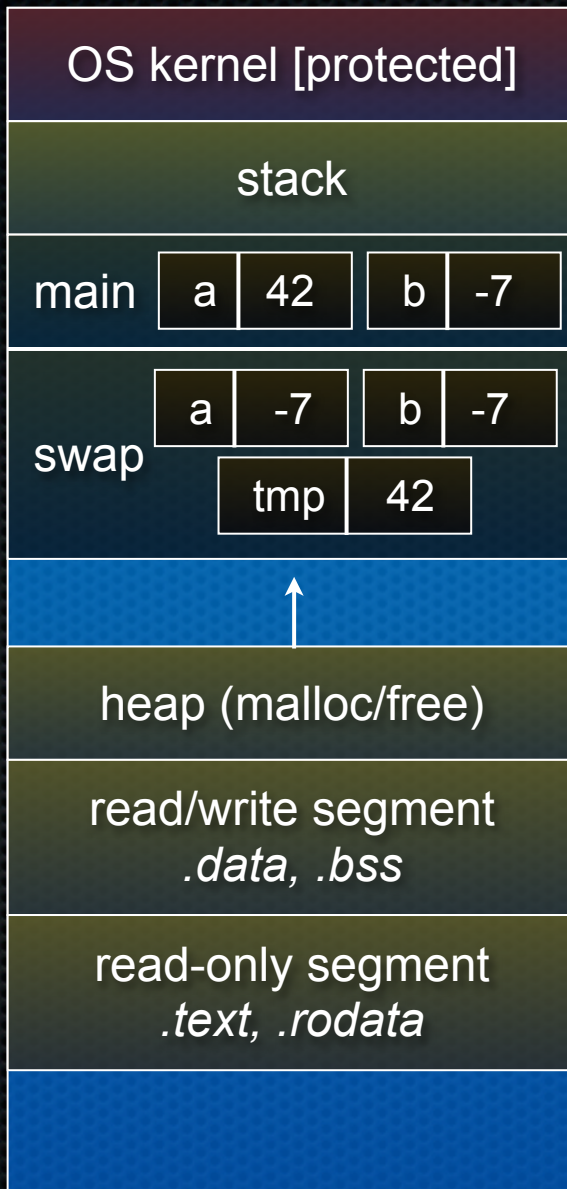 OS kernel [protected]
stack
main a 42 b -7
a -7 b -7
swap
tmp 42
heap (malloc/free)
read/write segment
.data, .bss
read-only segment
.text, .rodata